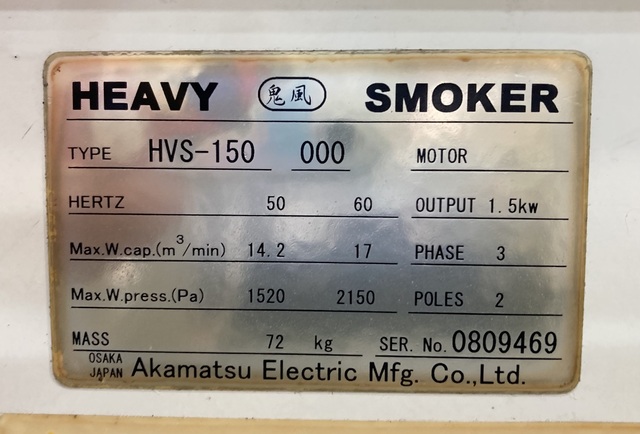 HEAVY 鬼風 SMOKER
TYPE HVS-150 000 MOTOR
HERTZ 50 60 OUTPUT 1.5kw
Max.W.cap.(m³/min) 14.2 17 PHASE 3
Max.W.press.(Pa) 1520 2150 POLES 2
MASS 72 kg SER. No. 0809469
OSAKA JAPAN Akamatsu Electric Mfg. Co.,Ltd.